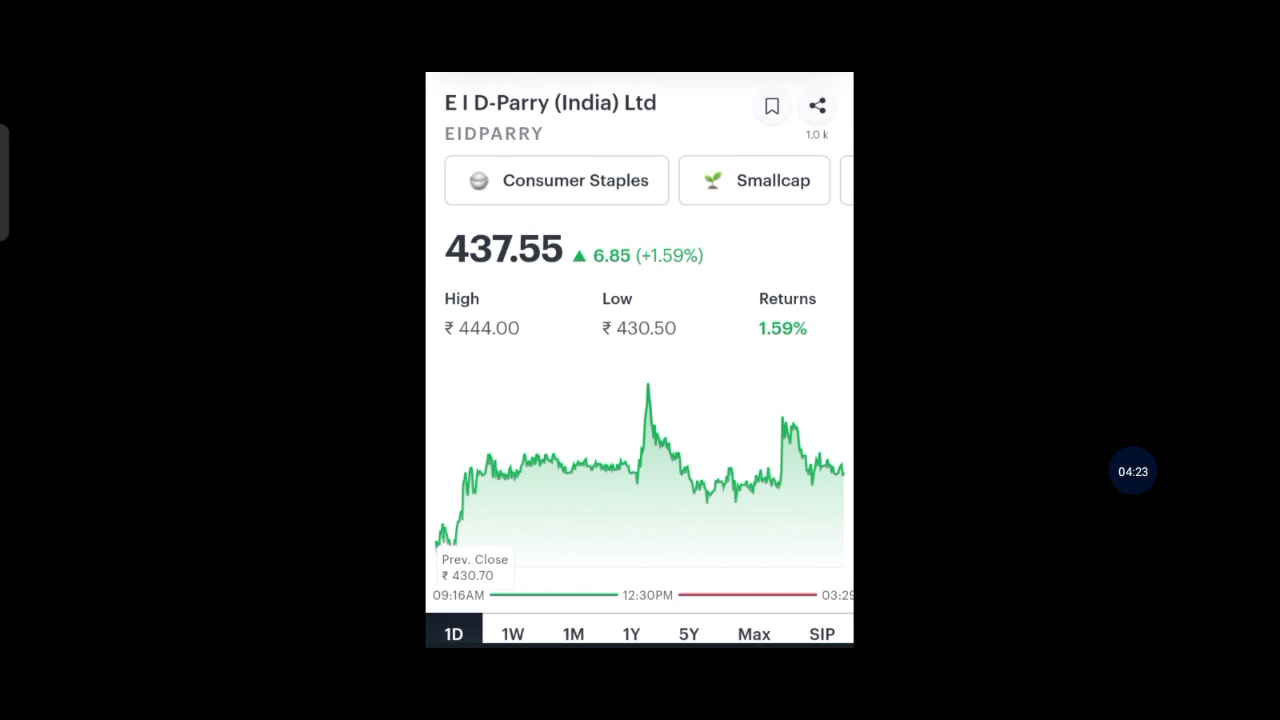 E I D-Parry (India) Ltd
EIDPARRY
1.0 k
Consumer Staples
Smallcap
437.55 ▲ 6.85 (+1.59%)
High Low Returns
₹ 444.00 ₹ 430.50 1.59%
Prev. Close
₹ 430.70
09:16AM 12:30PM 03:29
1D 1W 1M 1Y 5Y Max SIP
04:23